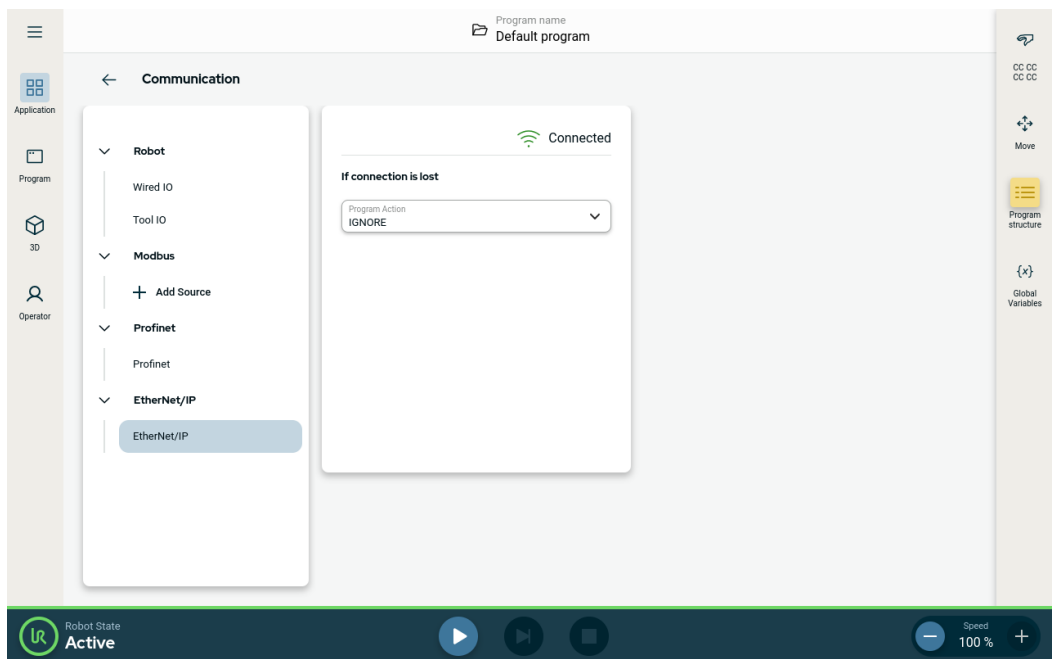 Program name
Default program
Application
Program
3D
Operator
Communication
Robot
Wired IO
Tool IO
Modbus
Add Source
Profinet
Profinet
EtherNet/IP
EtherNet/IP
Connected
If connection is lost
Program Action
IGNORE
CC CC
CC CC
Move
Program
structure
{x}
Global
Variables
UR
Robot State
Active
Speed
100 %